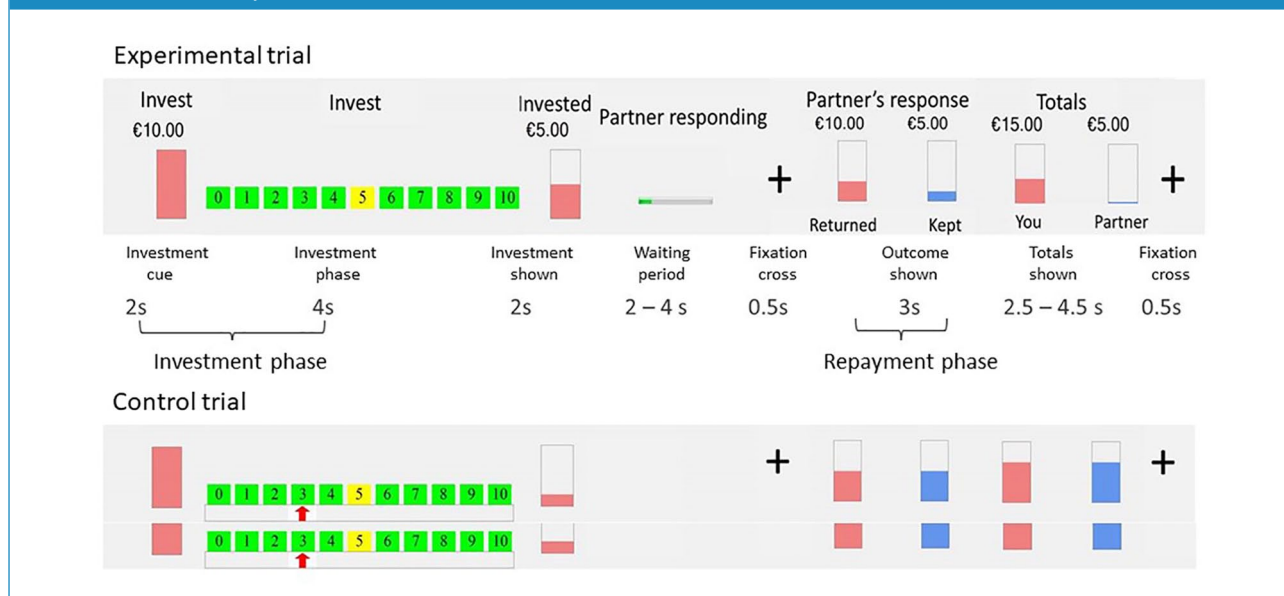 Experimental trial
Invest Invest Invested Partner responding Partner's response Totals
€10.00 €5.00 €10.00 €5.00 €15.00 €5.00
0 1 2 3 4 5 6 7 8 9 10
+ +
Returned Kept You Partner
Investment cue Investment phase Investment shown Waiting period Fixation cross Outcome shown Totals shown Fixation cross
2s 4s 2s 2 – 4 s 0.5s 3s 2.5 – 4.5 s 0.5s
Investment phase Repayment phase
Control trial
+ +
0 1 2 3 4 5 6 7 8 9 10
0 1 2 3 4 5 6 7 8 9 10